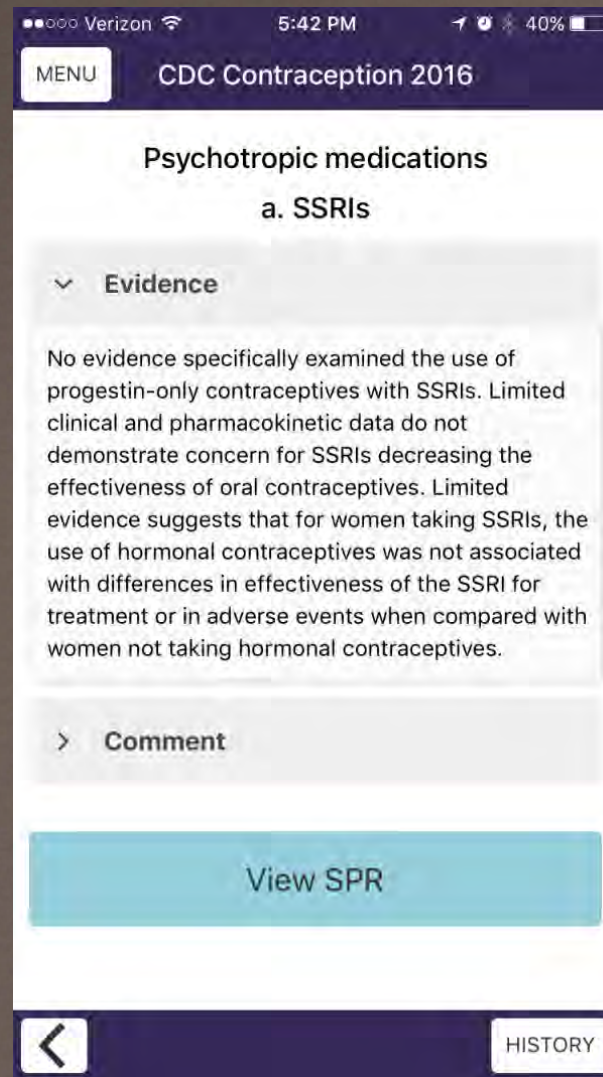 Verizon 5:42 PM 40%
MENU CDC Contraception 2016
Psychotropic medications
a. SSRIs
Evidence
No evidence specifically examined the use of
progestin-only contraceptives with SSRIs. Limited
clinical and pharmacokinetic data do not
demonstrate concern for SSRIs decreasing the
effectiveness of oral contraceptives. Limited
evidence suggests that for women taking SSRIs, the
use of hormonal contraceptives was not associated
with differences in effectiveness of the SSRI for
treatment or in adverse events when compared with
women not taking hormonal contraceptives.
Comment
View SPR
HISTORY